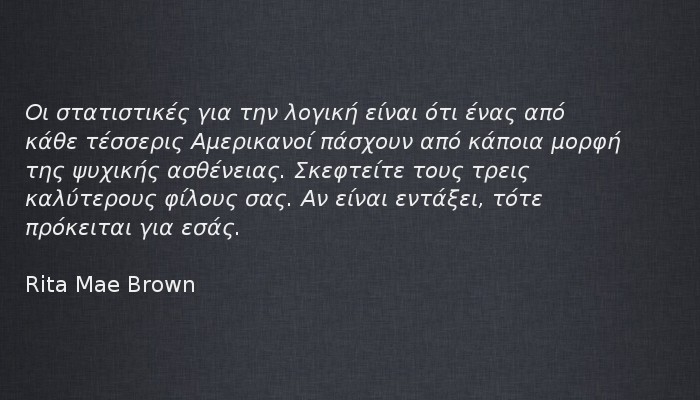 Οι στατιστικές για την λογική είναι ότι ένας από
κάθε τέσσερις Αμερικανοί πάσχουν από κάποια μορφή
της ψυχικής ασθένειας. Σκεφτείτε τους τρεις
καλύτερους φίλους σας. Αν είναι εντάξει, τότε
πρόκειται για εσάς.
Rita Mae Brown